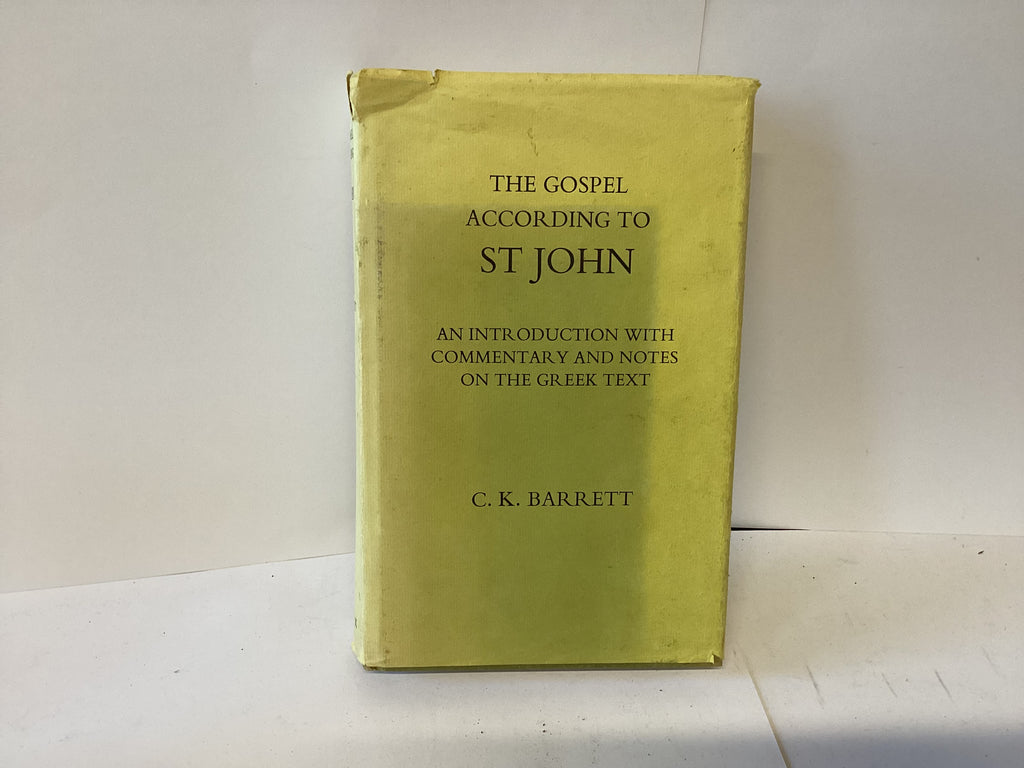 THE GOSPEL
ACCORDING TO
ST JOHN
AN INTRODUCTION WITH
COMMENTARY AND NOTES
ON THE GREEK TEXT
C. K. BARRETT